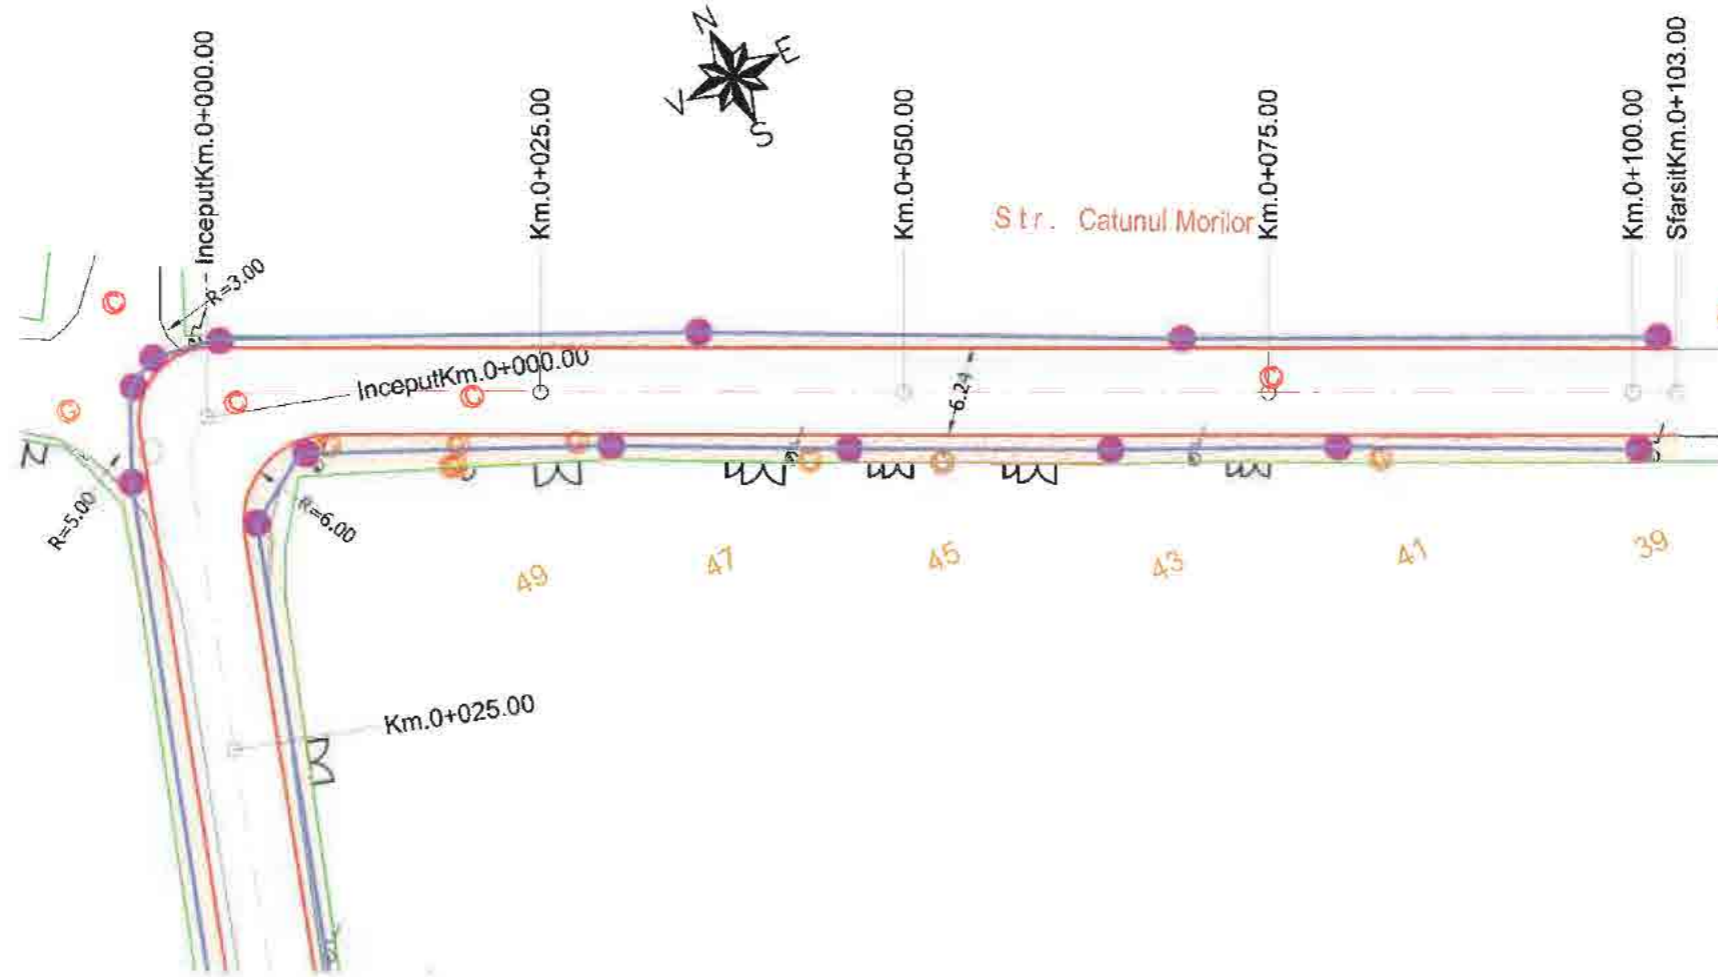 N
E
V
S
InceputKm.0+000.00
Km.0+025.00
Km.0+050.00
Km.0+075.00
Km.0+100.00
SfarsitKm.0+103.00
Str. Catunul Morilor
R=3.00
InceputKm.0+000.00
6.24
R=5.00
R=6.00
49
47
45
43
41
39
Km.0+025.00